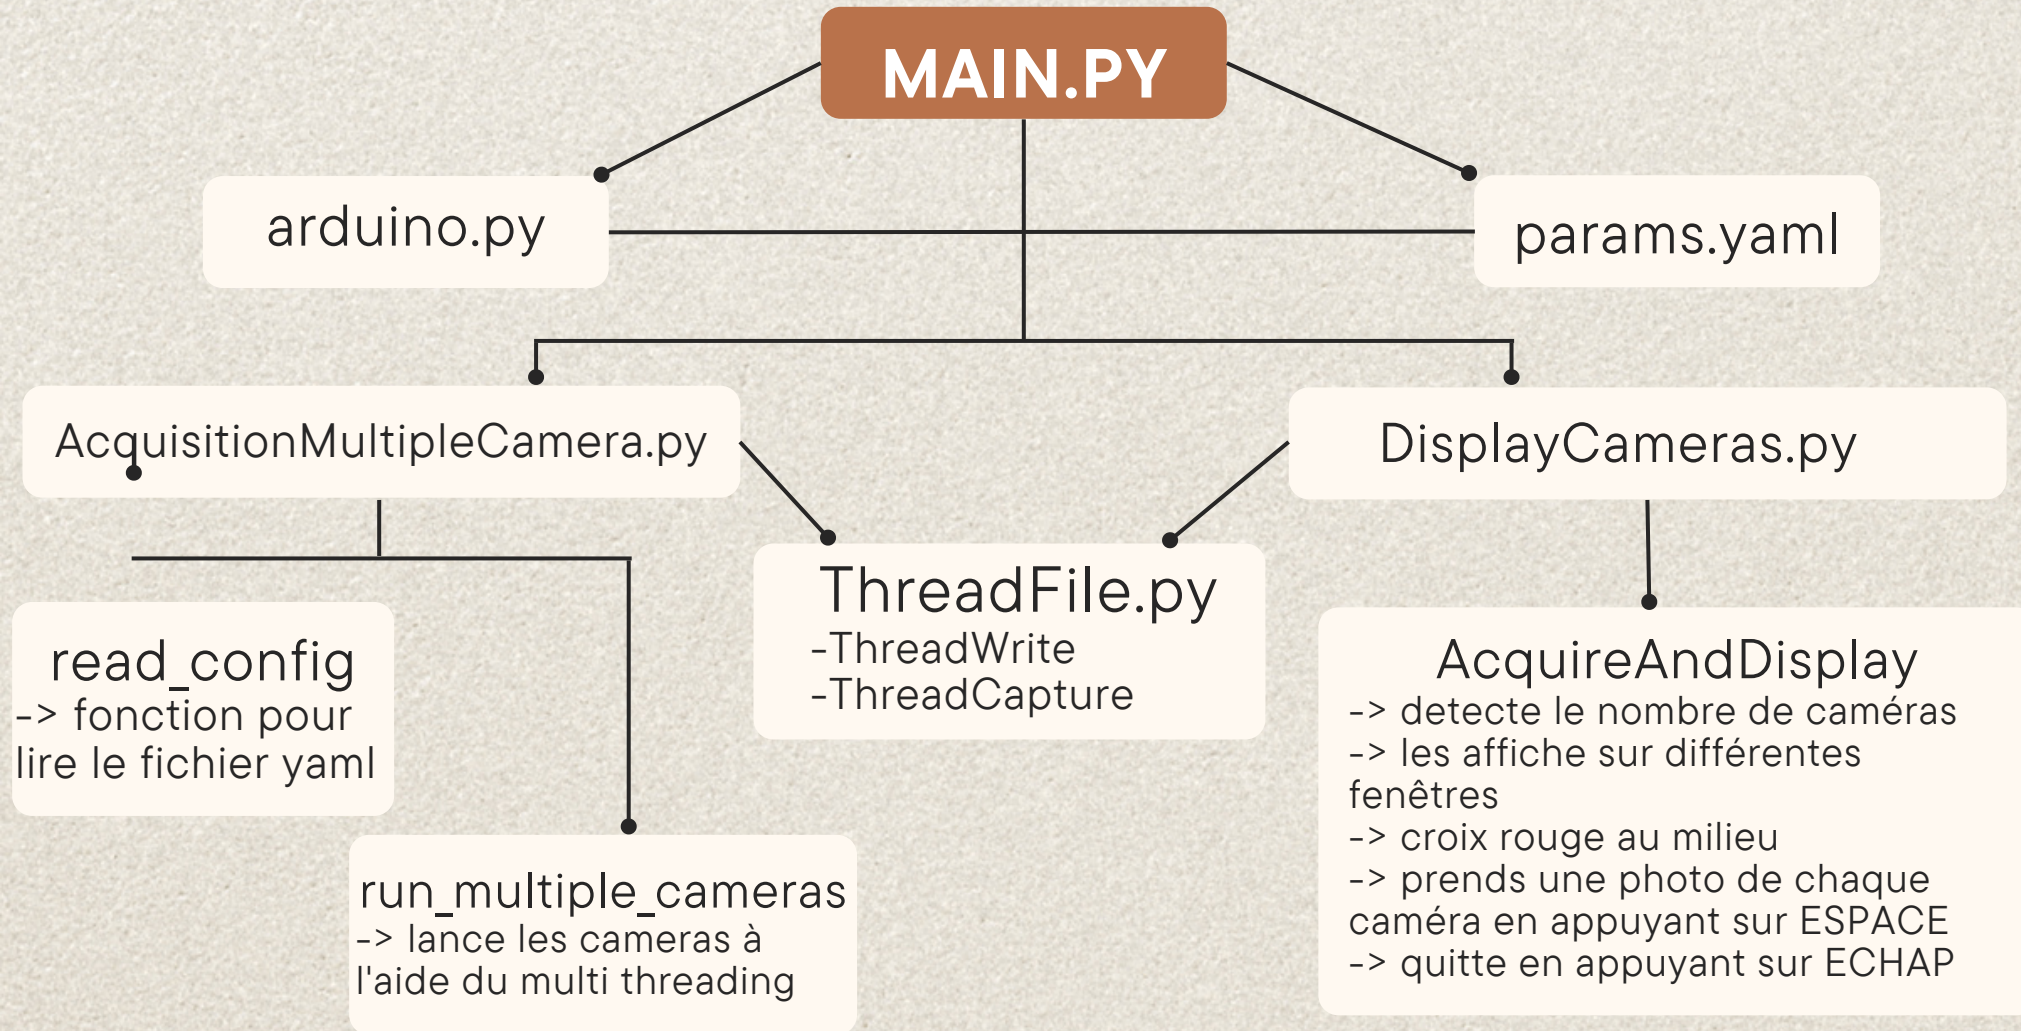 MAIN.PY
arduino.py
params.yaml
AcquisitionMultipleCamera.py
DisplayCameras.py
ThreadFile.py
-ThreadWrite
-ThreadCapture
read_config
-> fonction pour
lire le fichier yaml
run_multiple_cameras
-> lance les cameras à
l'aide du multi threading
AcquireAndDisplay
-> detecte le nombre de caméras
-> les affiche sur différentes
fenêtres
-> croix rouge au milieu
-> prends une photo de chaque
caméra en appuyant sur ESPACE
-> quitte en appuyant sur ECHAP